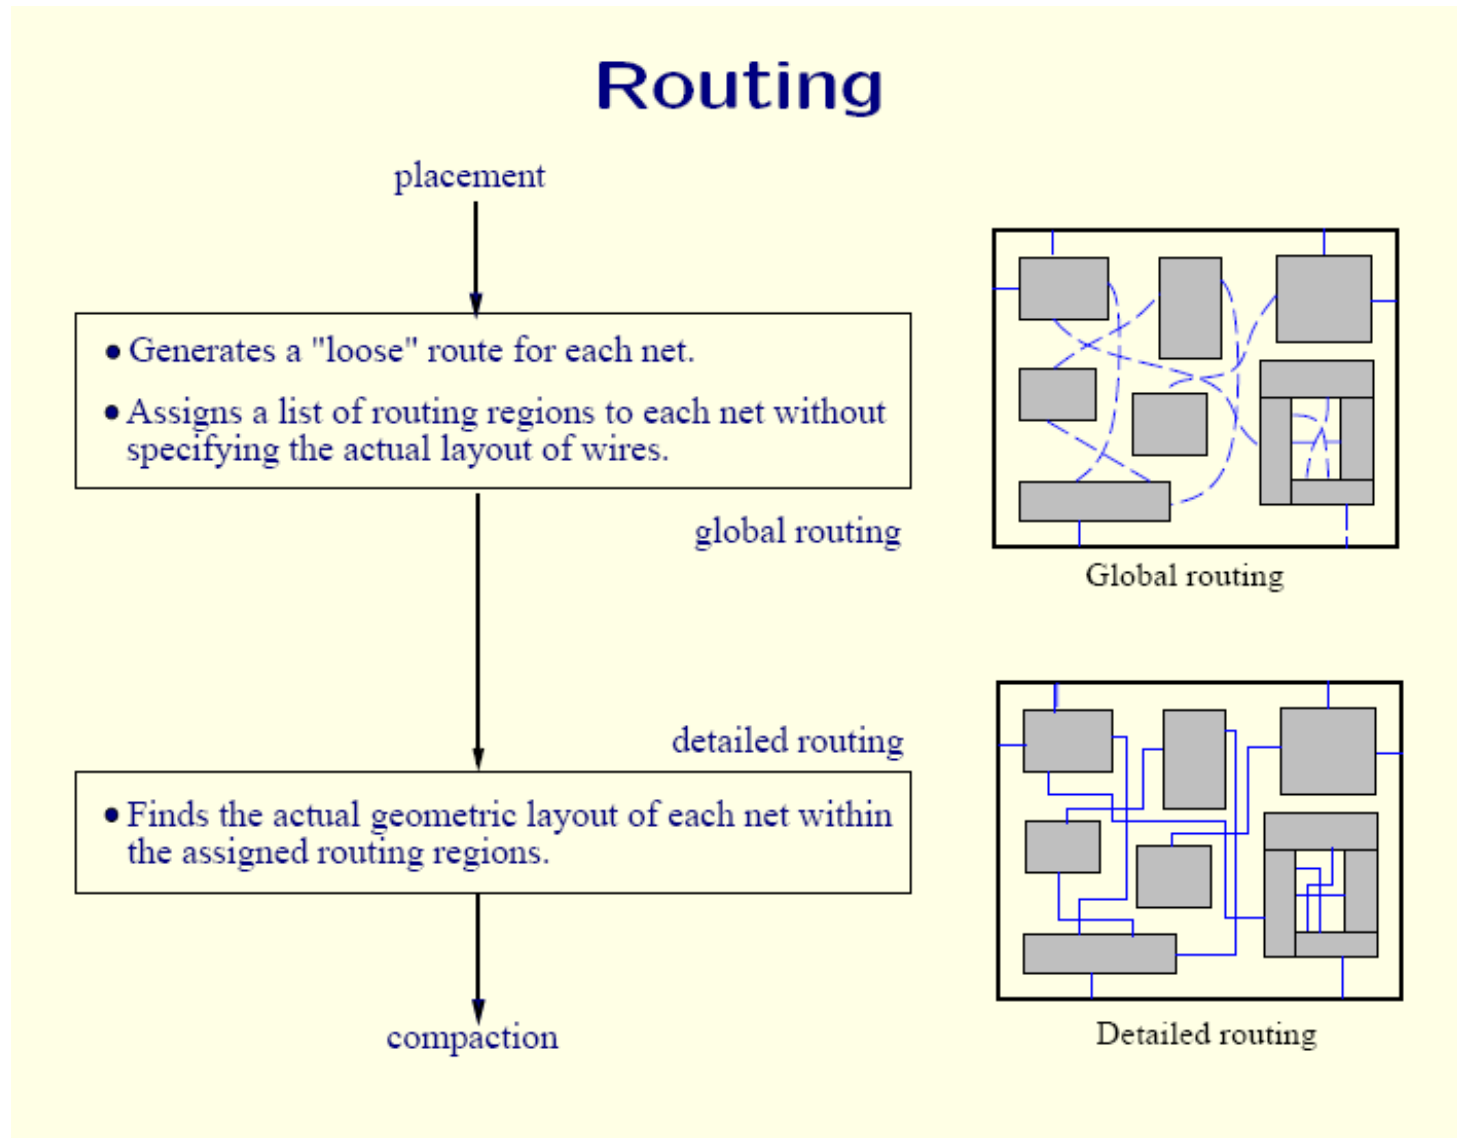 Routing
placement
• Generates a "loose" route for each net.
• Assigns a list of routing regions to each net without
specifying the actual layout of wires.
global routing
Global routing
detailed routing
• Finds the actual geometric layout of each net within
the assigned routing regions.
compaction
Detailed routing